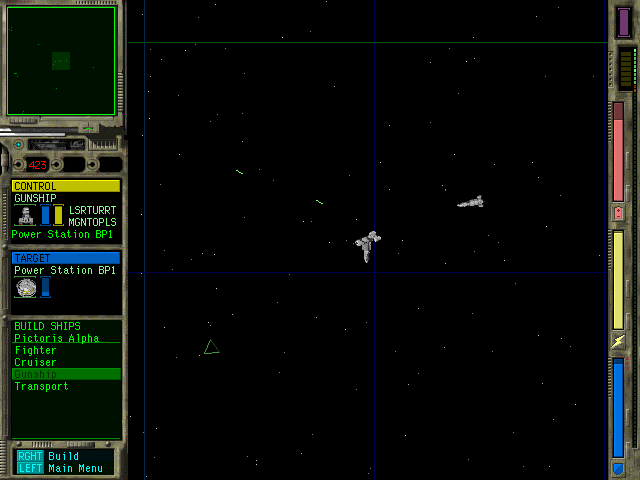 423
CONTROL
GUNSHIP
LSRTURRT
MGNTOPLS
Power Station BP1
TARGET
Power Station BP1
BUILD SHIPS
Pictoris Alpha
Fighter
Cruiser
Gunship
Transport
RGHT Build
LEFT Main Menu